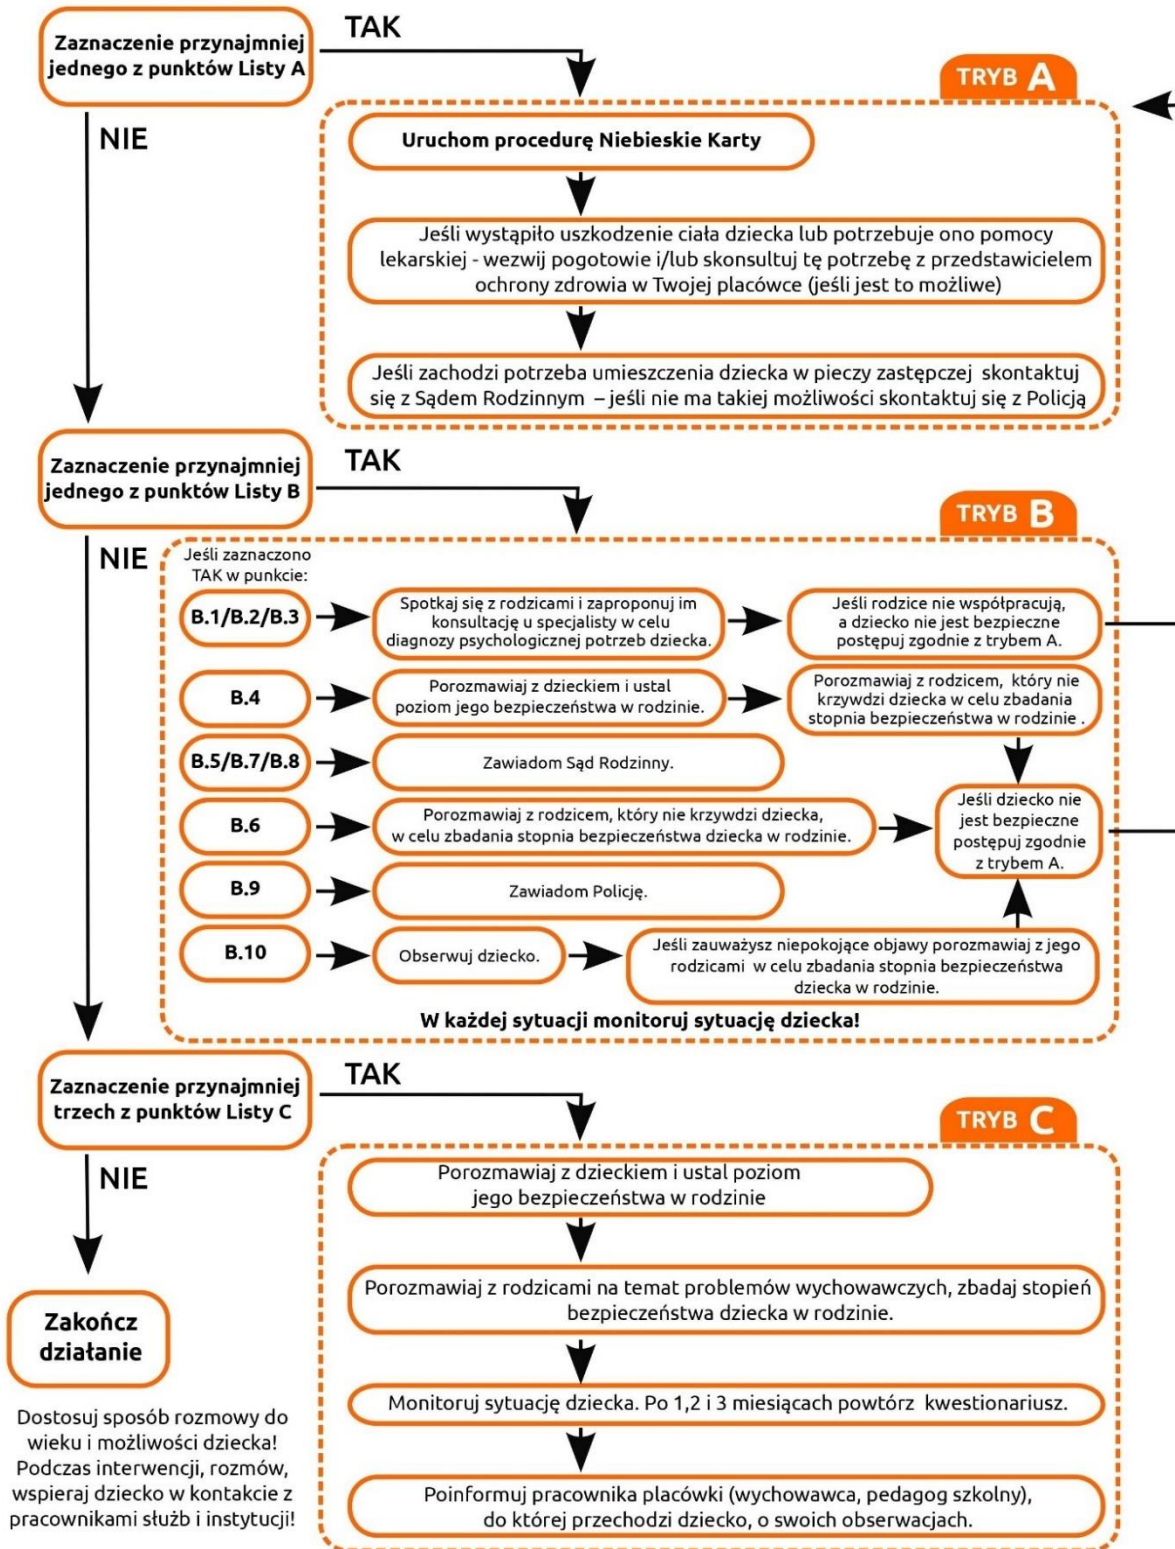 Zaznaczenie przynajmniej
jednego z punktów Listy A
TAK
NIE
TRYB A
Uruchom procedurę Niebieskie Karty
Jeśli wystąpiło uszkodzenie ciała dziecka lub potrzebuje ono pomocy
lekarskiej - wezwij pogotowie i/lub skonsultuj tę potrzebę z przedstawicielem
ochrony zdrowia w Twojej placówce (jeśli jest to możliwe)
Jeśli zachodzi potrzeba umieszczenia dziecka w pieczy zastępczej skontaktuj
się z Sądem Rodzinnym – jeśli nie ma takiej możliwości skontaktuj się z Policją
Zaznaczenie przynajmniej
jednego z punktów Listy B
TAK
NIE
TRYB B
Jeśli zaznaczono
TAK w punkcie:
B.1/B.2/B.3
Spotkaj się z rodzicami i zaproponuj im
konsultację u specjalisty w celu
diagnozy psychologicznej potrzeb dziecka.
Jeśli rodzice nie współpracują,
a dziecko nie jest bezpieczne
postępuj zgodnie z trybem A.
B.4
Porozmawiaj z dzieckiem i ustal
poziom jego bezpieczeństwa w rodzinie.
Porozmawiaj z rodzicem, który nie
krzywdzi dziecka w celu zbadania
stopnia bezpieczeństwa w rodzinie .
B.5/B.7/B.8
Zawiadom Sąd Rodzinny.
B.6
Porozmawiaj z rodzicem, który nie krzywdzi dziecka,
w celu zbadania stopnia bezpieczeństwa dziecka w rodzinie.
Jeśli dziecko nie
jest bezpieczne
postępuj zgodnie
z trybem A.
B.9
Zawiadom Policję.
B.10
Obserwuj dziecko.
Jeśli zauważysz niepokojące objawy porozmawiaj z jego
rodzicami w celu zbadania stopnia bezpieczeństwa
dziecka w rodzinie.
W każdej sytuacji monitoruj sytuację dziecka!
Zaznaczenie przynajmniej
trzech z punktów Listy C
TAK
NIE
TRYB C
Porozmawiaj z dzieckiem i ustal poziom
jego bezpieczeństwa w rodzinie
Porozmawiaj z rodzicami na temat problemów wychowawczych, zbadaj stopień
bezpieczeństwa dziecka w rodzinie.
Monitoruj sytuację dziecka. Po 1,2 i 3 miesiącach powtórz kwestionariusz.
Poinformuj pracownika placówki (wychowawca, pedagog szkolny),
do której przechodzi dziecko, o swoich obserwacjach.
Zakończ
działanie
Dostosuj sposób rozmowy do
wieku i możliwości dziecka!
Podczas interwencji, rozmów,
wspieraj dziecko w kontakcie z
pracownikami służb i instytucji!